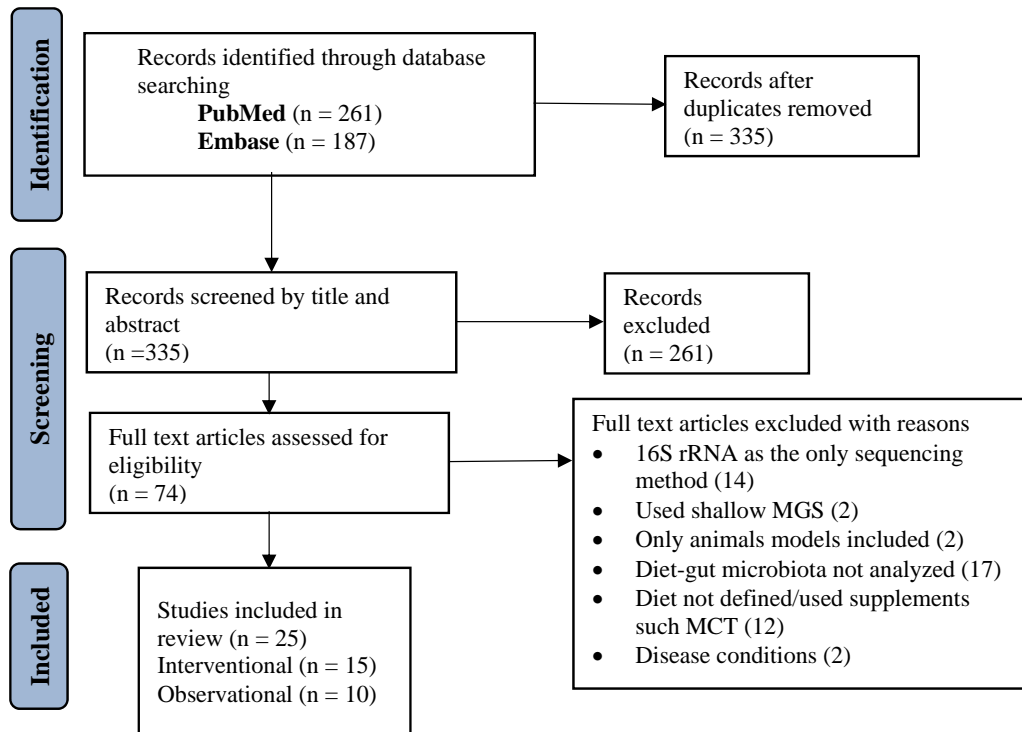 Identification
Records identified through database
searching
PubMed (n = 261)
Embase (n = 187)
Records after
duplicates removed
(n = 335)
Screening
Records screened by title and
abstract
(n =335)
Records
excluded
(n = 261)
Full text articles assessed for
eligibility
(n = 74)
Full text articles excluded with reasons
• 16S rRNA as the only sequencing
method (14)
• Used shallow MGS (2)
• Only animals models included (2)
• Diet-gut microbiota not analyzed (17)
• Diet not defined/used supplements
such MCT (12)
• Disease conditions (2)
Included
Studies included in
review (n = 25)
Interventional (n = 15)
Observational (n = 10)